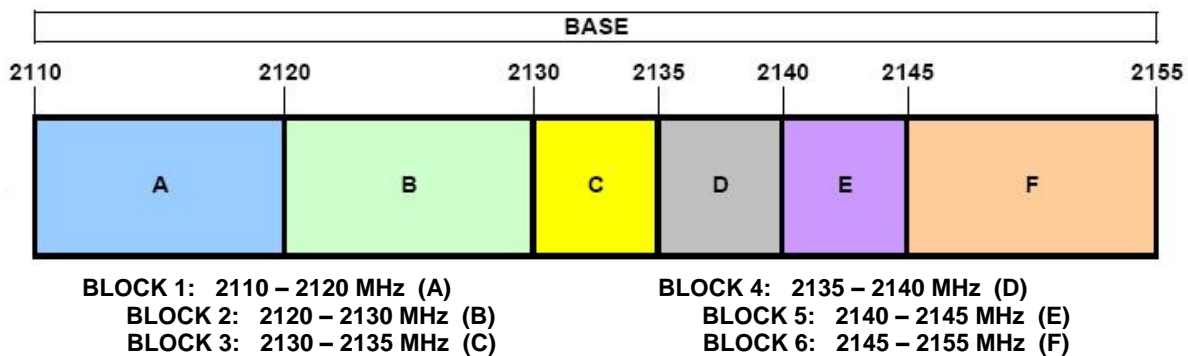 BASE
2110 2120 2130 2135 2140 2145 2155
A B C D E F
BLOCK 1: 2110 – 2120 MHz (A)
BLOCK 2: 2120 – 2130 MHz (B)
BLOCK 3: 2130 – 2135 MHz (C)
BLOCK 4: 2135 – 2140 MHz (D)
BLOCK 5: 2140 – 2145 MHz (E)
BLOCK 6: 2145 – 2155 MHz (F)